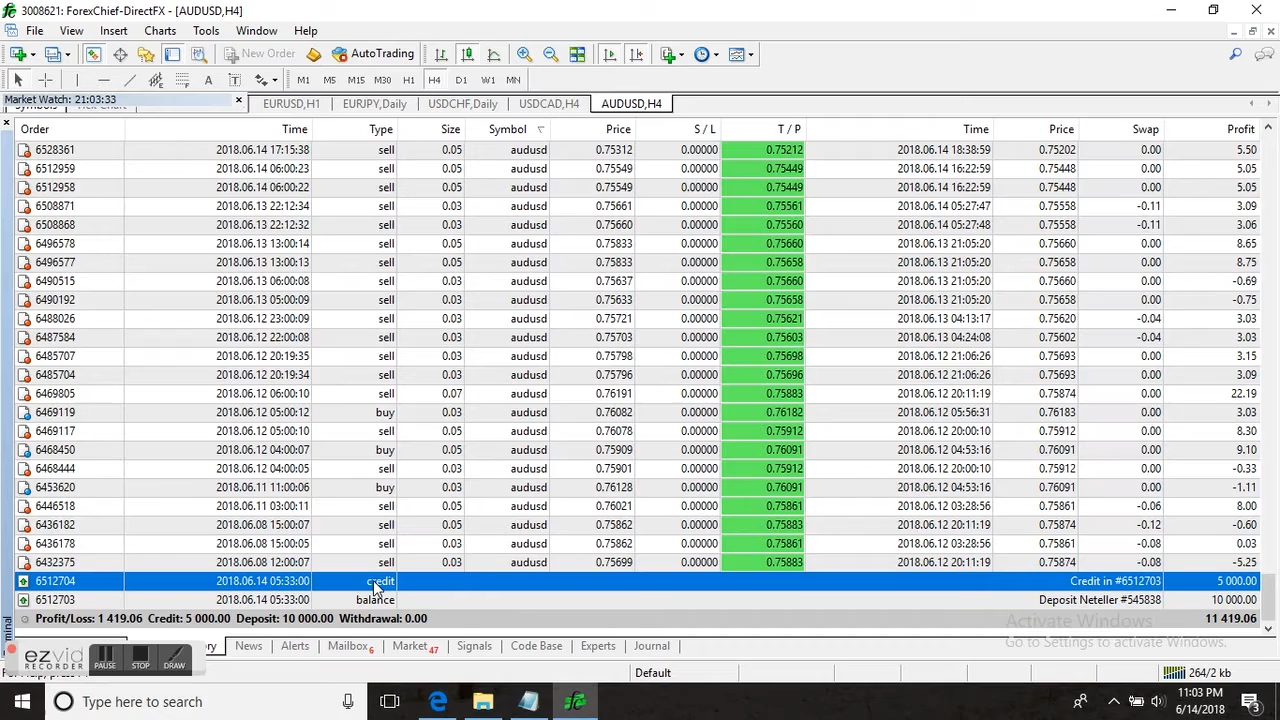 3008621: ForexChief-DirectFX - [AUDUSD,H4]
File View Insert Charts Tools Window Help
New Order AutoTrading
M1 M5 M15 M30 H1 H4 D1 W1 MN
Market Watch: 21:03:33
EURUSD,H1 EURJPY,Daily USDCHF,Daily USDCAD,H4 AUDUSD,H4
Order Time Type Size Symbol Price S / L T / P Time Price Swap Profit
6528361 2018.06.14 17:15:38 sell 0.05 audusd 0.75312 0.00000 0.75212 2018.06.14 18:38:59 0.75202 0.00 5.50
6512959 2018.06.14 06:00:23 sell 0.05 audusd 0.75549 0.00000 0.75449 2018.06.14 16:22:59 0.75448 0.00 5.05
6512958 2018.06.14 06:00:22 sell 0.05 audusd 0.75549 0.00000 0.75449 2018.06.14 16:22:59 0.75448 0.00 5.05
6508871 2018.06.13 22:12:34 sell 0.03 audusd 0.75661 0.00000 0.75561 2018.06.14 05:27:47 0.75558 -0.11 3.09
6508869 2018.06.13 22:12:32 sell 0.03 audusd 0.75660 0.00000 0.75560 2018.06.14 05:27:48 0.75558 -0.11 3.06
6496578 2018.06.13 13:00:14 sell 0.05 audusd 0.75833 0.00000 0.75660 2018.06.13 21:05:20 0.75660 0.00 8.65
6496577 2018.06.13 13:00:13 sell 0.05 audusd 0.75833 0.00000 0.75658 2018.06.13 21:05:20 0.75658 0.00 8.75
6490513 2018.06.13 06:00:08 sell 0.03 audusd 0.75637 0.00000 0.75660 2018.06.13 21:05:20 0.75660 0.00 -0.69
6490192 2018.06.13 05:00:09 sell 0.03 audusd 0.75633 0.00000 0.75658 2018.06.13 21:05:20 0.75658 0.00 -0.75
6488026 2018.06.12 23:00:09 sell 0.03 audusd 0.75721 0.00000 0.75621 2018.06.13 04:13:17 0.75620 -0.04 3.03
6487584 2018.06.12 22:00:08 sell 0.03 audusd 0.75703 0.00000 0.75603 2018.06.13 04:24:08 0.75602 -0.04 3.03
6485707 2018.06.12 20:19:35 sell 0.03 audusd 0.75798 0.00000 0.75698 2018.06.12 21:06:26 0.75693 0.00 3.15
6485704 2018.06.12 20:19:34 sell 0.03 audusd 0.75796 0.00000 0.75696 2018.06.12 21:06:26 0.75693 0.00 3.09
6469805 2018.06.12 06:00:10 sell 0.07 audusd 0.76191 0.00000 0.75883 2018.06.12 20:11:19 0.75874 0.00 22.19
6469119 2018.06.12 05:00:12 buy 0.03 audusd 0.76082 0.00000 0.76182 2018.06.12 05:56:31 0.76183 0.00 3.03
6469117 2018.06.12 05:00:10 sell 0.05 audusd 0.76078 0.00000 0.75912 2018.06.12 20:00:10 0.75912 0.00 8.30
6468450 2018.06.12 04:00:07 buy 0.05 audusd 0.75909 0.00000 0.76091 2018.06.12 04:53:16 0.76091 0.00 9.10
6468444 2018.06.12 04:00:05 sell 0.03 audusd 0.75901 0.00000 0.75912 2018.06.12 20:00:10 0.75912 0.00 -0.33
6453620 2018.06.11 11:00:06 buy 0.03 audusd 0.76128 0.00000 0.76091 2018.06.12 04:53:16 0.76091 0.00 -1.11
6446518 2018.06.11 03:00:11 sell 0.05 audusd 0.76021 0.00000 0.75861 2018.06.12 03:28:56 0.75861 -0.06 8.00
6436182 2018.06.08 15:00:07 sell 0.05 audusd 0.75862 0.00000 0.75883 2018.06.12 20:11:19 0.75874 -0.12 -0.60
6436178 2018.06.08 15:00:05 sell 0.03 audusd 0.75862 0.00000 0.75861 2018.06.12 03:28:56 0.75861 -0.08 0.03
6432375 2018.06.08 12:00:07 sell 0.03 audusd 0.75699 0.00000 0.75883 2018.06.12 20:11:19 0.75874 -0.08 -5.25
6512704 2018.06.14 05:33:00 credit Credit in #6512703 5 000.00
6512703 2018.06.14 05:33:00 balance Deposit Neteller #545838 10 000.00
Profit/Loss: 1 419.06 Credit: 5 000.00 Deposit: 10 000.00 Withdrawal: 0.00 11 419.06
Activate Windows
Go to Settings to activate Windows.
News Alerts Mailbox 6 Market 47 Signals Code Base Experts Journal
ezvid RECORDER PAUSE STOP DRAW
Default 264/2 kb
Type here to search
11:03 PM
6/14/2018
3